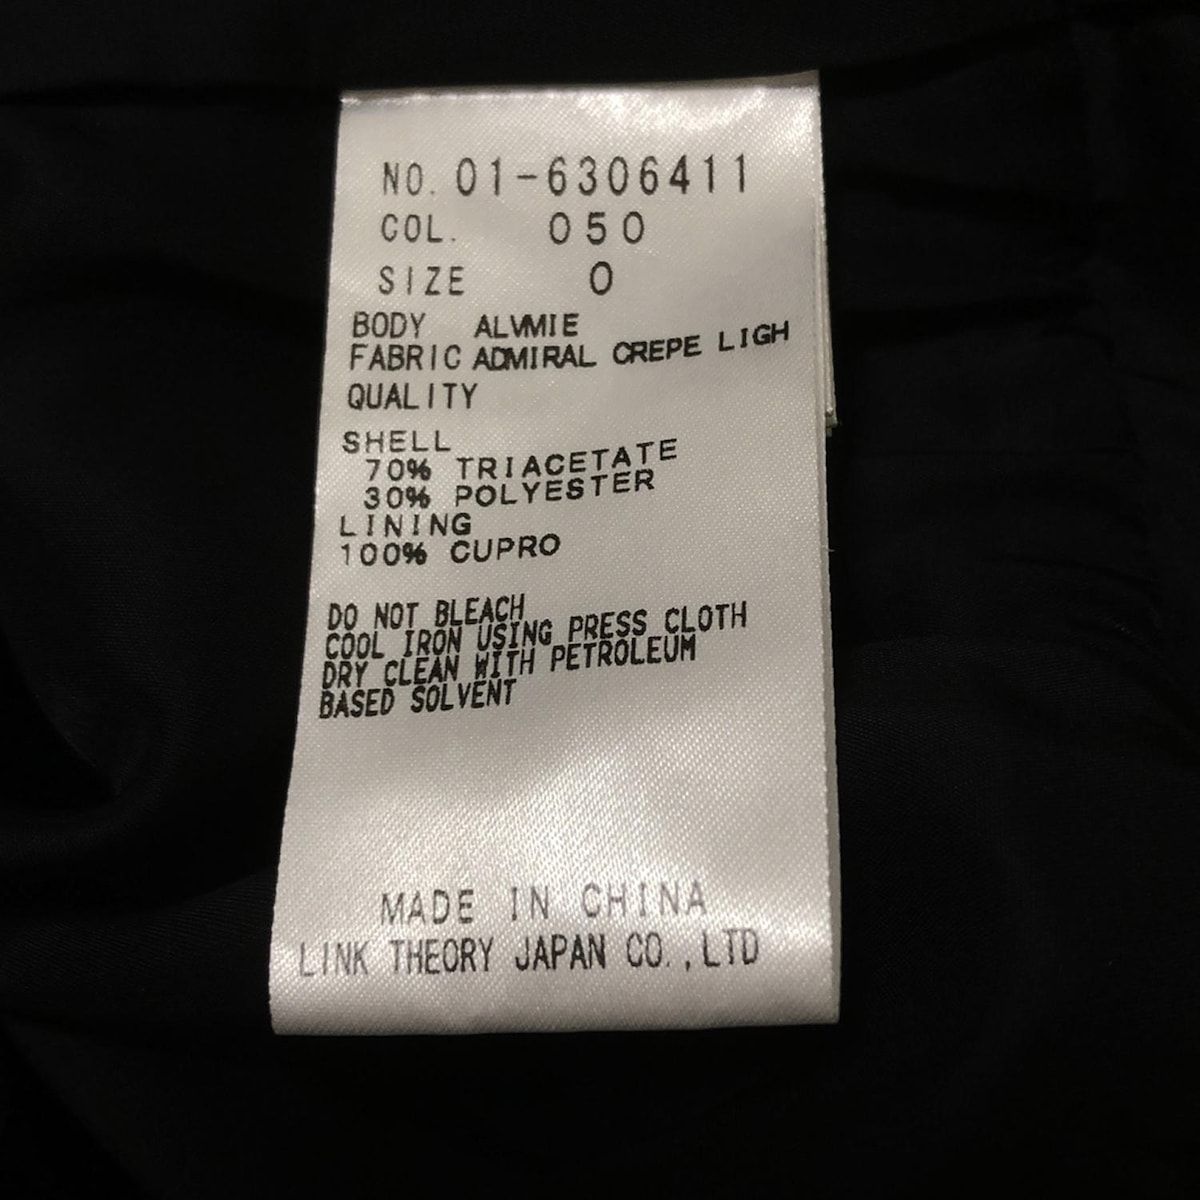 NO. 01-6306411
COL. 050
SIZE 0
BODY ALVMIE
FABRIC ADMIRAL CREPE LIGH
QUALITY
SHELL
70% TRIACETATE
30% POLYESTER
LINING
100% CUPRO
DO NOT BLEACH
COOL IRON USING PRESS CLOTH
DRY CLEAN WITH PETROLEUM
BASED SOLVENT
MADE IN CHINA
LINK THEORY JAPAN CO.,LTD